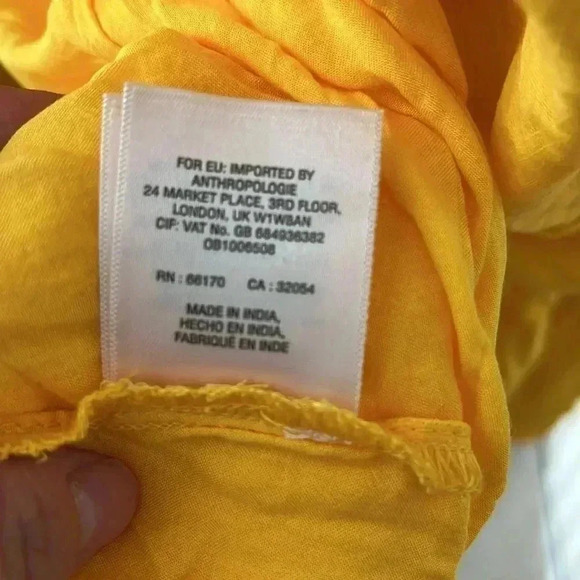 FOR EU: IMPORTED BY
ANTHROPOLOGIE
24 MARKET PLACE, 3RD FLOOR,
LONDON, UK W1W8AN
CIF: VAT No. GB 684936382
OB1006508
RN : 66170 CA : 32054
MADE IN INDIA,
HECHO EN INDIA,
FABRIQUÉ EN INDE